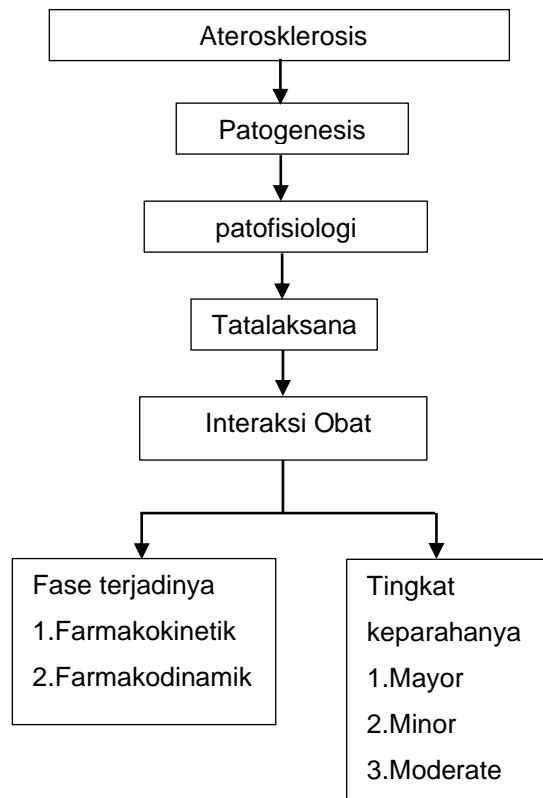 Aterosklerosis
Patogenesis
patofisiologi
Tatalaksana
Interaksi Obat
Fase terjadinya
1.Farmakokinetik
2.Farmakodinamik
Tingkat
keparahanya
1.Mayor
2.Minor
3.Moderate